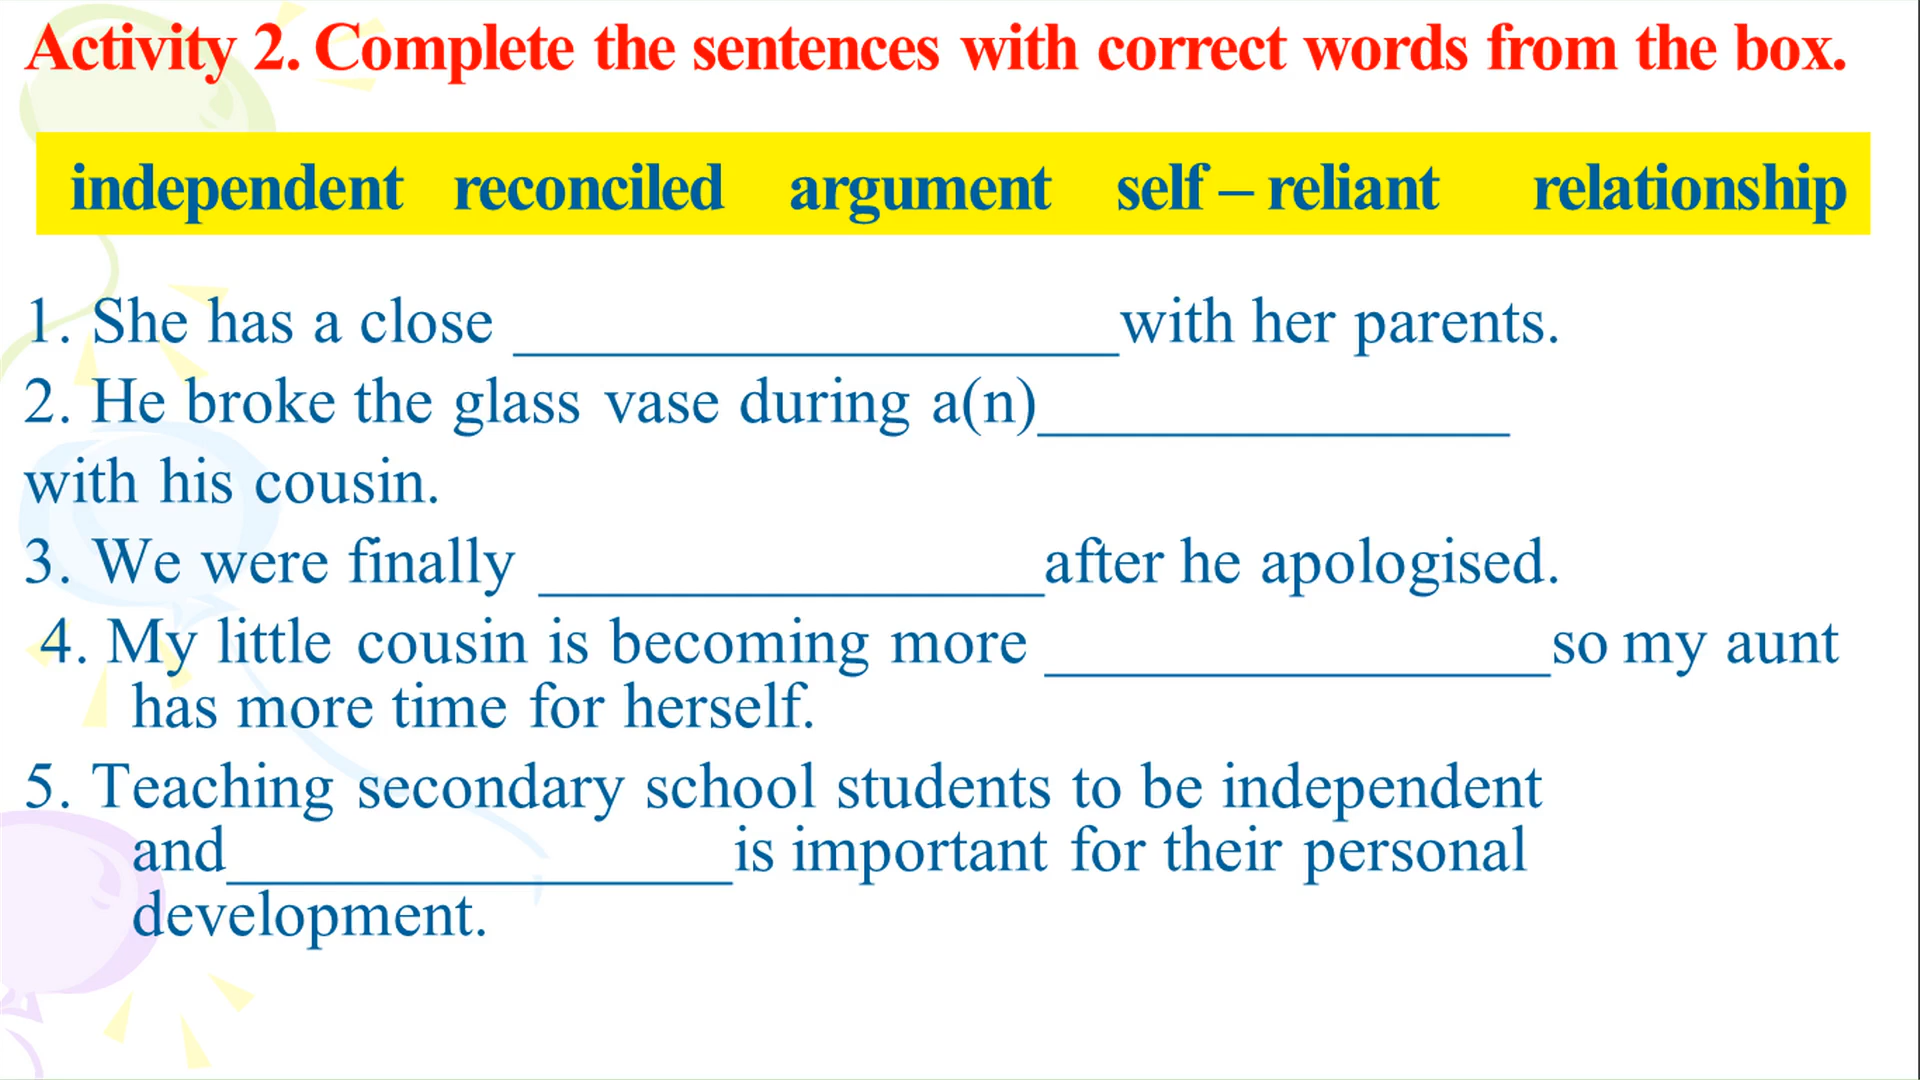 Activity 2. Complete the sentences with correct words from the box.
independent reconciled argument self – reliant relationship
1. She has a close ____________________with her parents.
2. He broke the glass vase during a(n)________________
with his cousin.
3. We were finally _________________after he apologised.
4. My little cousin is becoming more _________________so my aunt
has more time for herself.
5. Teaching secondary school students to be independent
and_________________is important for their personal
development.